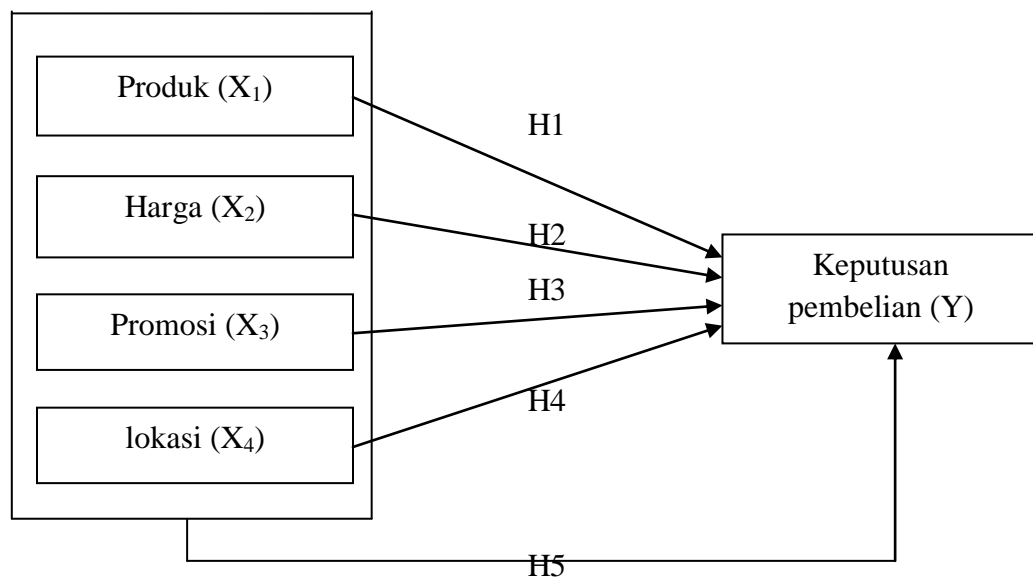 Produk (X₁)
H1
Harga (X₂)
H2
Keputusan
pembelian (Y)
H3
Promosi (X₃)
H4
lokasi (X₄)
H5